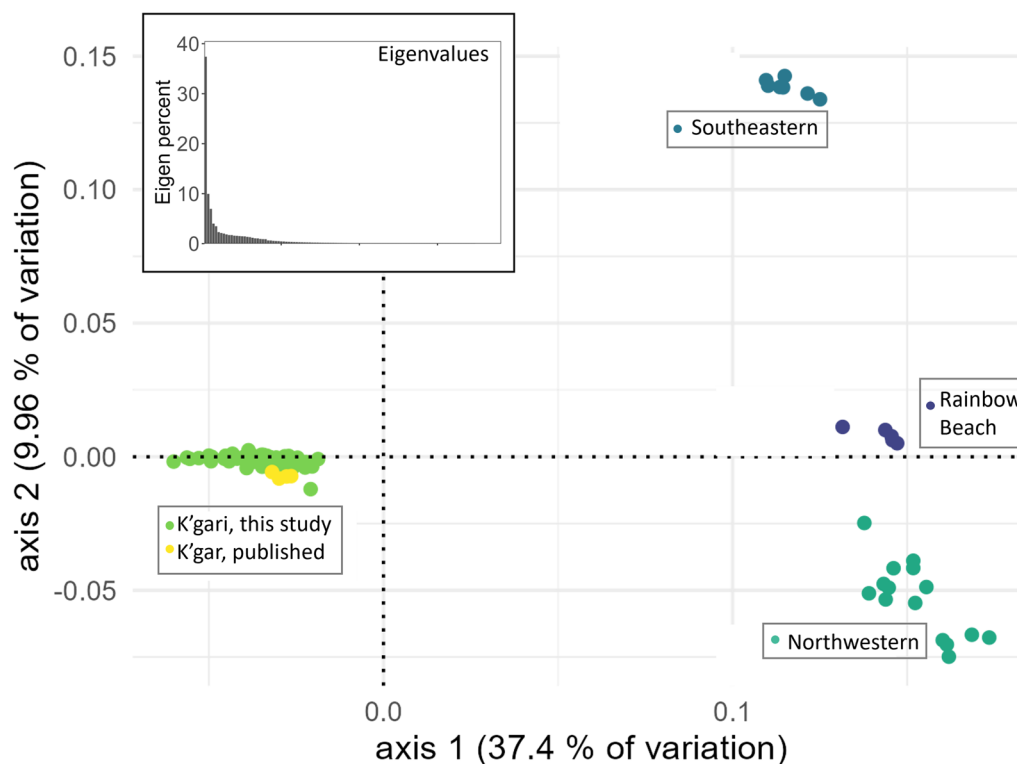 40
Eigenvalues
30
20
10
0
Eigen percent
0.15
0.10
0.05
0.00
-0.05
axis 2 (9.96 % of variation)
Southeastern
Rainbow
Beach
K'gari, this study
K'gar, published
Northwestern
0.0
0.1
axis 1 (37.4 % of variation)